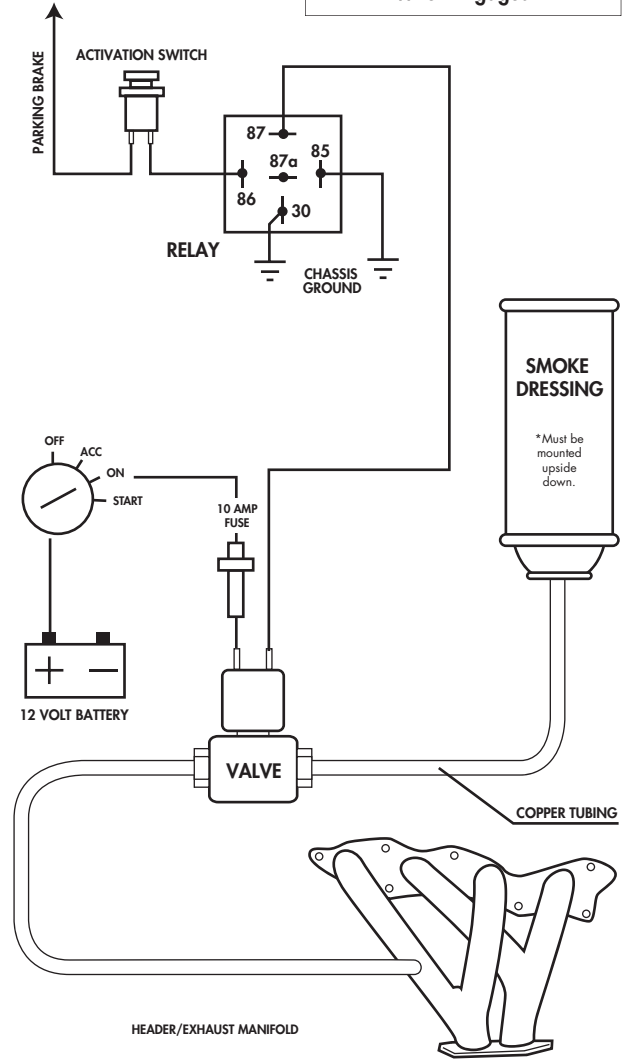 PARKING BRAKE
ACTIVATION SWITCH
87
87a
85
86
30
RELAY
CHASSIS
GROUND
SMOKE
DRESSING
*Must be
mounted
upside
down.
OFF
ACC
ON
START
10 AMP
FUSE
12 VOLT BATTERY
VALVE
COPPER TUBING
HEADER/EXHAUST MANIFOLD